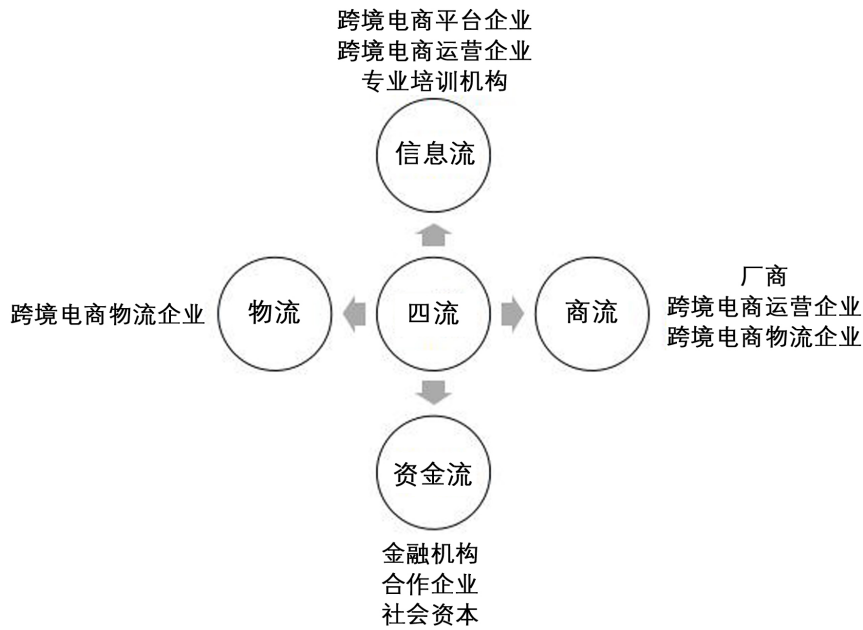 跨境电商平台企业
跨境电商运营企业
专业培训机构
信息流
跨境电商物流企业
物流
四流
商流
厂商
跨境电商运营企业
跨境电商物流企业
资金流
金融机构
合作企业
社会资本